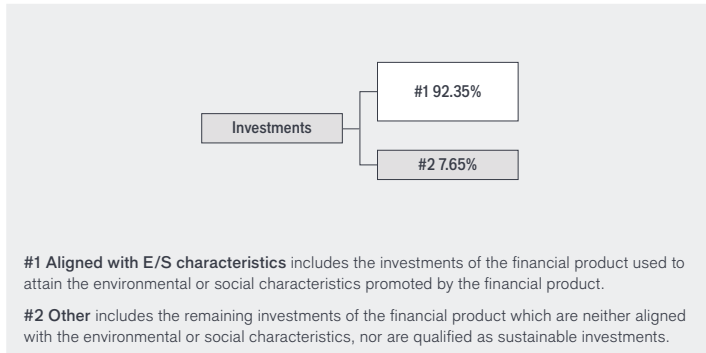 #1 92.35%
Investments
#2 7.65%
#1 Aligned with E/S characteristics includes the investments of the financial product used to
attain the environmental or social characteristics promoted by the financial product.
#2 Other includes the remaining investments of the financial product which are neither aligned
with the environmental or social characteristics, nor are qualified as sustainable investments.